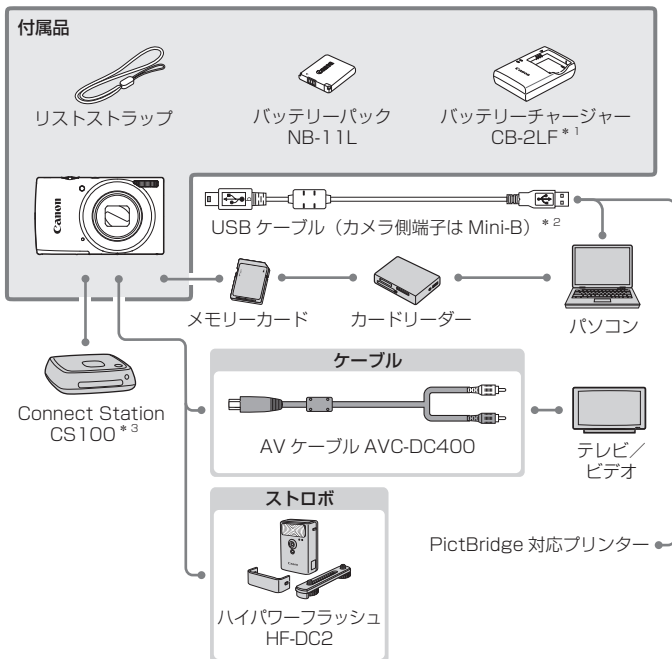 付属品
リストストラップ
バッテリーパック
NB-11L
バッテリーチャージャー
CB-2LF*1
Canon
USB ケーブル（カメラ側端子は Mini-B）*2
メモリーカード
カードリーダー
パソコン
Connect Station
CS100*3
ケーブル
AV ケーブル AVC-DC400
テレビ／
ビデオ
ストロボ
ハイパワーフラッシュ
HF-DC2
PictBridge 対応プリンター